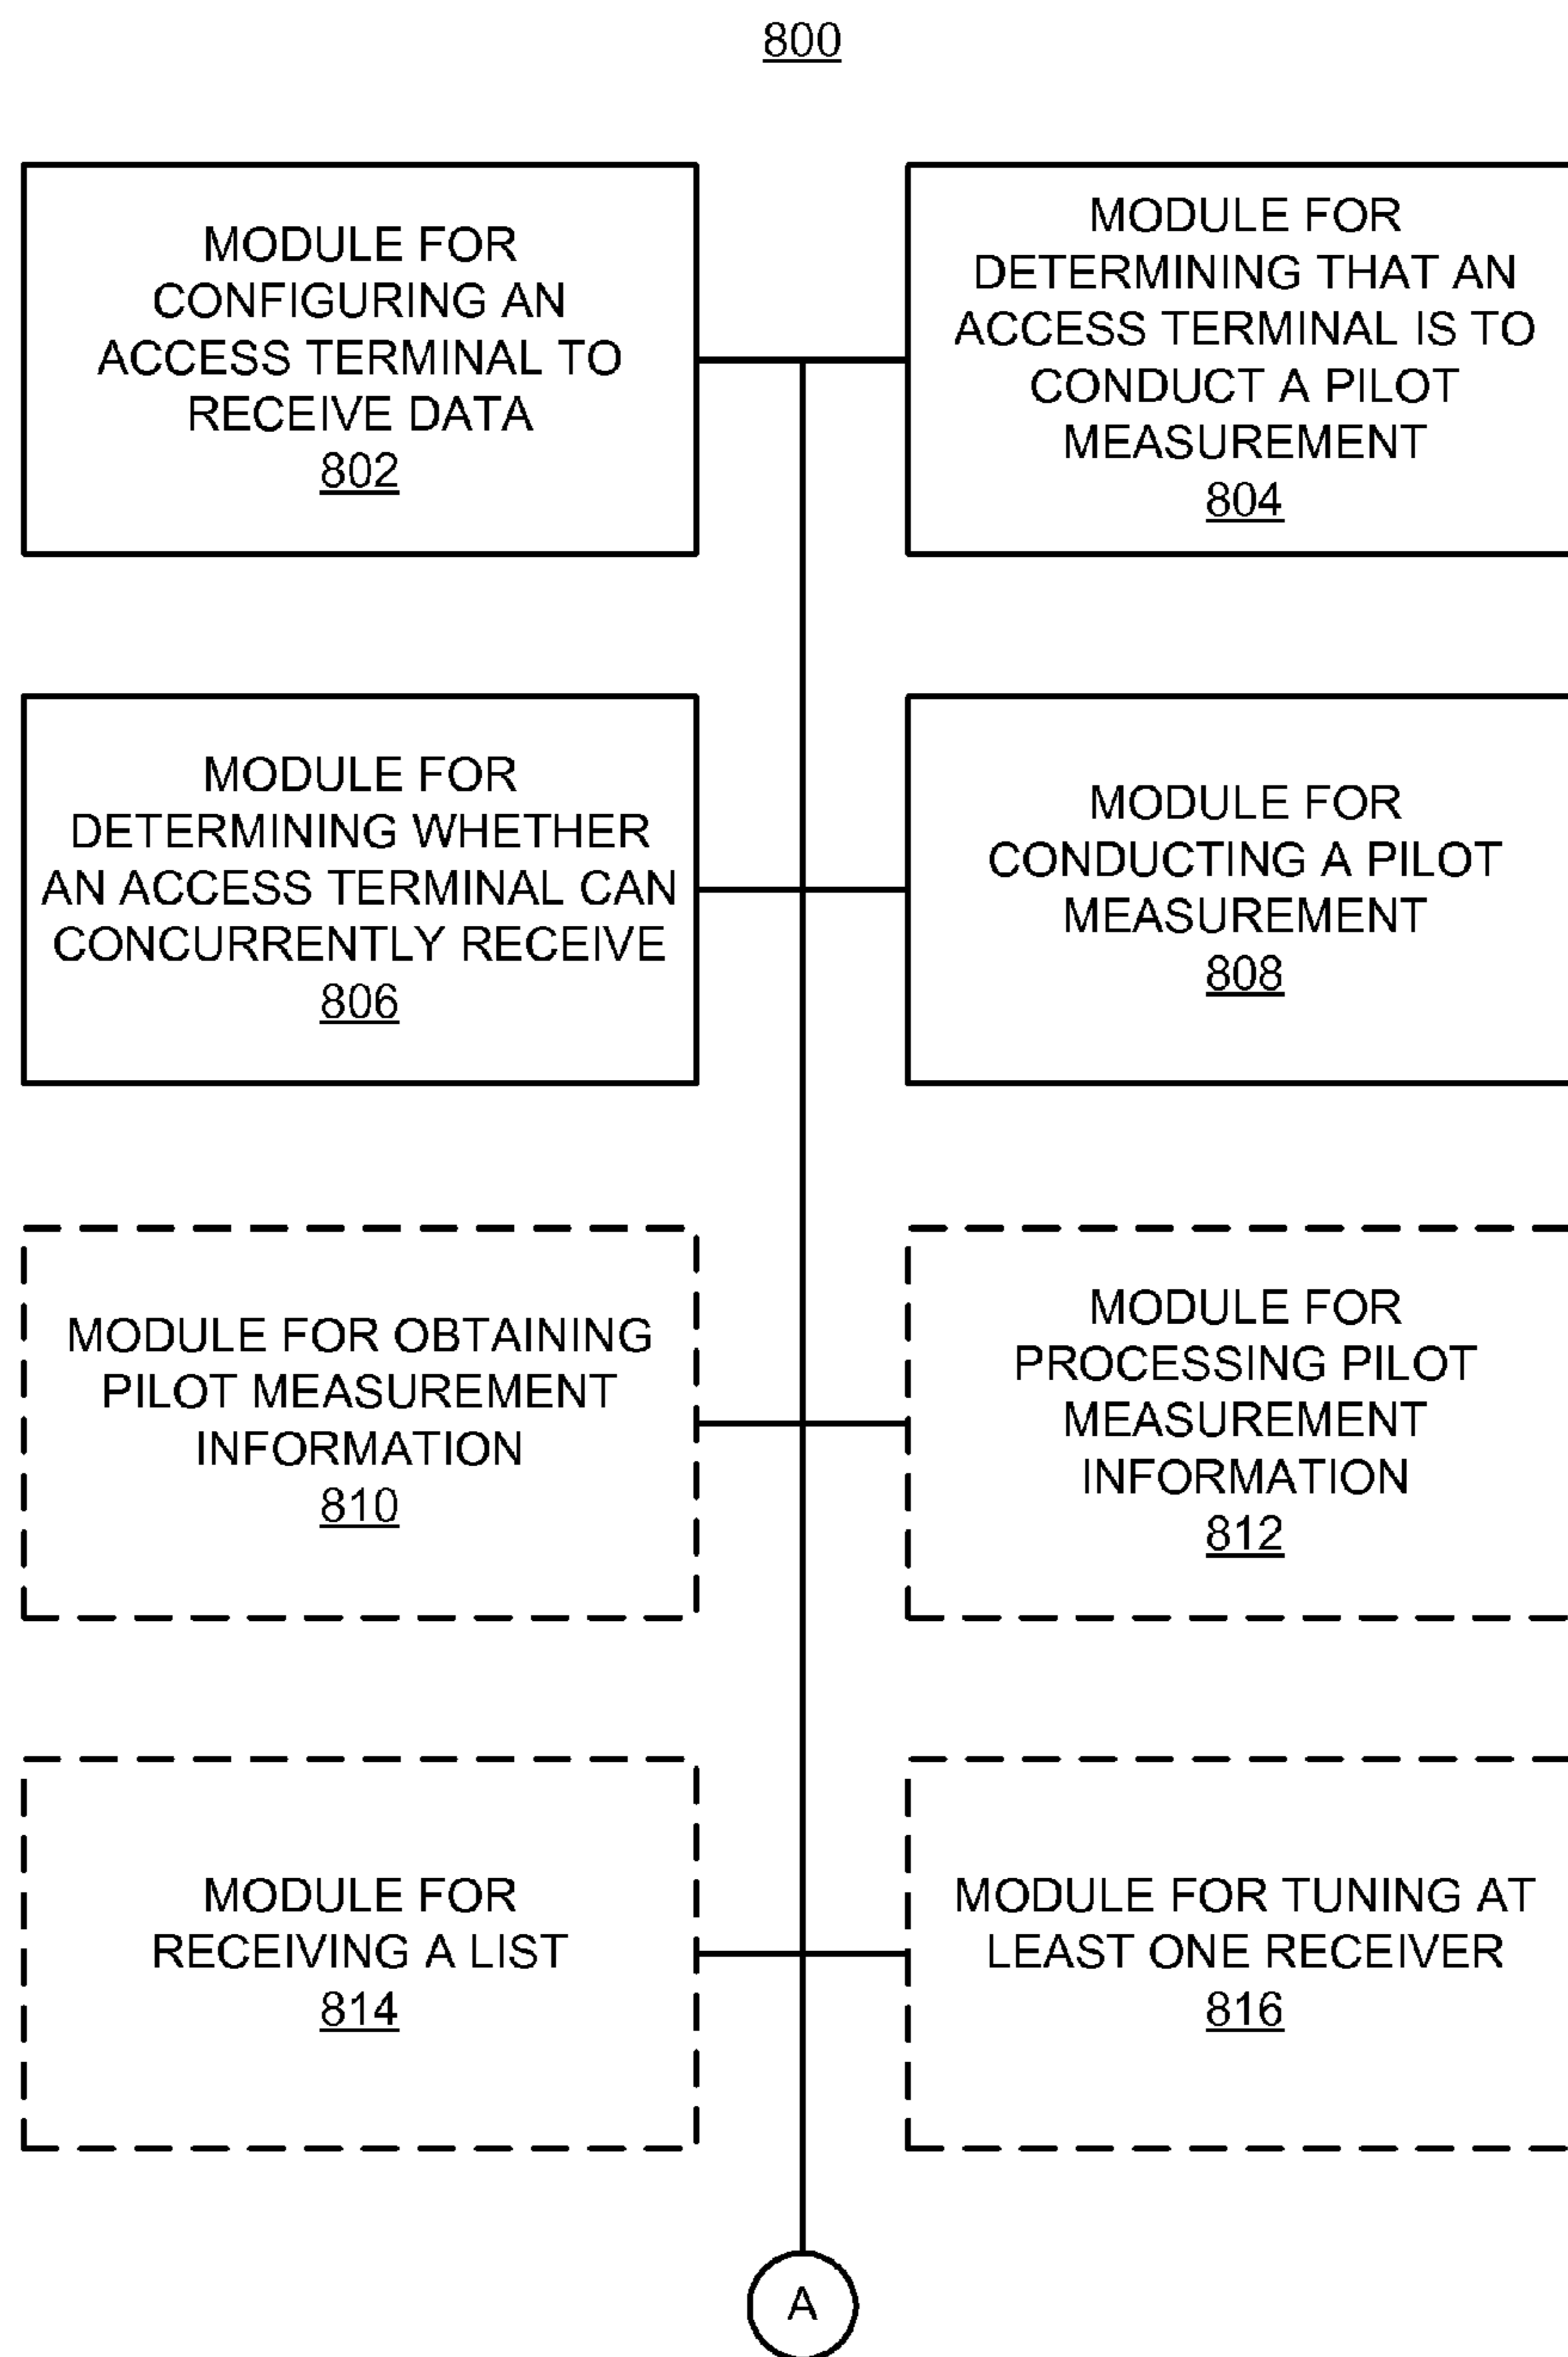 800
MODULE FOR
CONFIGURING AN
ACCESS TERMINAL TO
RECEIVE DATA
802
MODULE FOR
DETERMINING THAT AN
ACCESS TERMINAL IS TO
CONDUCT A PILOT
MEASUREMENT
804
MODULE FOR
DETERMINING WHETHER
AN ACCESS TERMINAL CAN
CONCURRENTLY RECEIVE
806
MODULE FOR
CONDUCTING A PILOT
MEASUREMENT
808
MODULE FOR OBTAINING
PILOT MEASUREMENT
INFORMATION
810
MODULE FOR
PROCESSING PILOT
MEASUREMENT
INFORMATION
812
MODULE FOR
RECEIVING A LIST
814
MODULE FOR TUNING AT
LEAST ONE RECEIVER
816
A